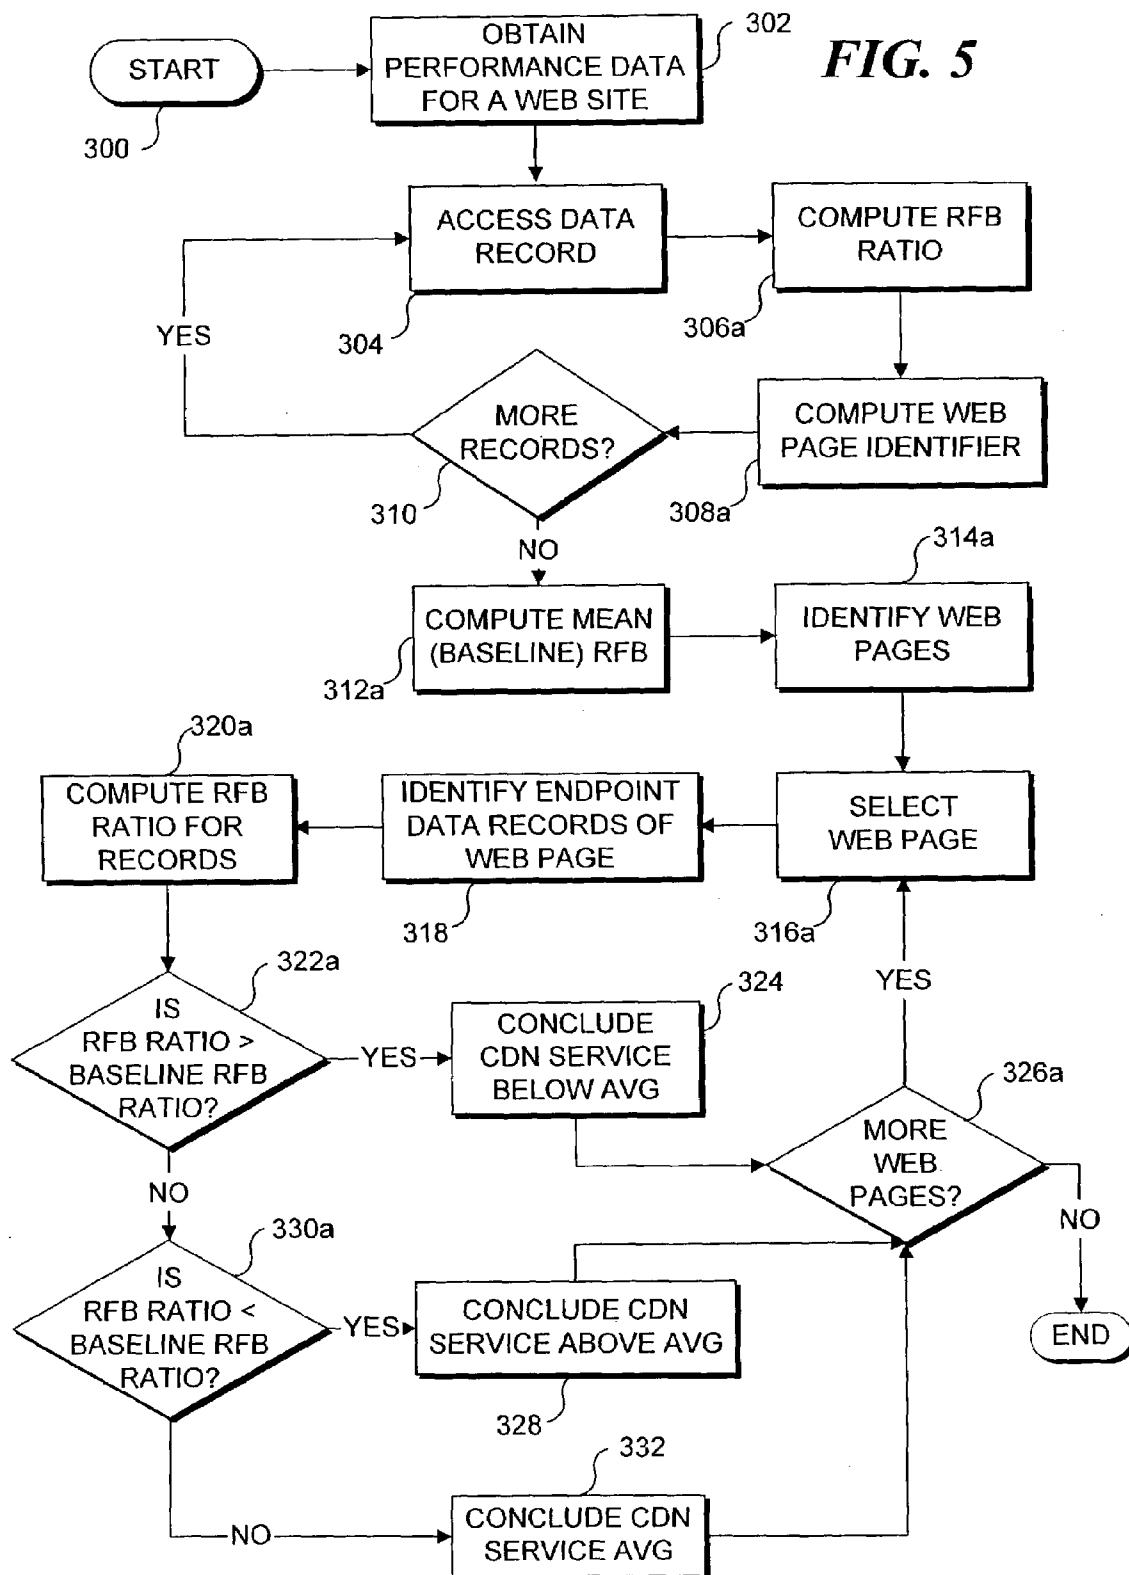 FIG. 5
START
300
OBTAIN
PERFORMANCE DATA
FOR A WEB SITE
302
ACCESS DATA
RECORD
304
COMPUTE RFB
RATIO
306a
YES
MORE
RECORDS?
310
COMPUTE WEB
PAGE IDENTIFIER
308a
NO
COMPUTE MEAN
(BASELINE) RFB
312a
314a
IDENTIFY WEB
PAGES
320a
COMPUTE RFB
RATIO FOR
RECORDS
IDENTIFY ENDPOINT
DATA RECORDS OF
WEB PAGE
318
SELECT
WEB PAGE
316a
322a
IS
RFB RATIO >
BASELINE RFB
RATIO?
YES
324
CONCLUDE
CDN SERVICE
BELOW AVG
YES
326a
MORE
WEB
PAGES?
NO
NO
330a
IS
RFB RATIO <
BASELINE RFB
RATIO?
YES
CONCLUDE CDN
SERVICE ABOVE AVG
328
END
332
NO
CONCLUDE CDN
SERVICE AVG